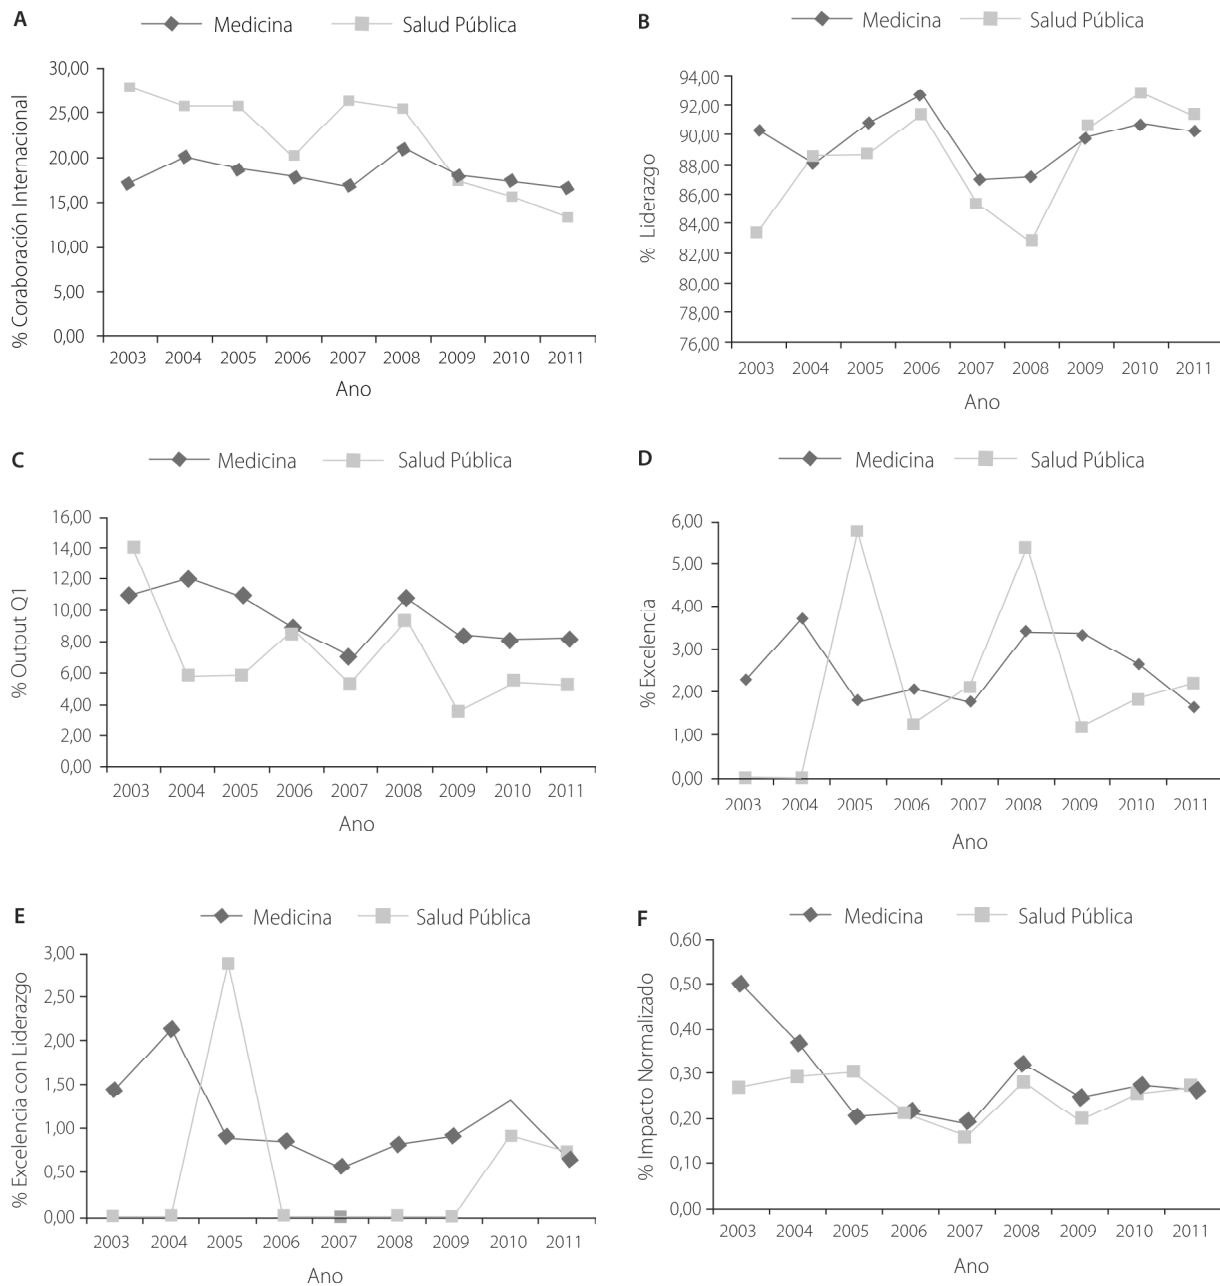 A
Medicina
Salud Pública
% Coraboración Internacional
30,00
25,00
20,00
15,00
10,00
5,00
0,00
2003 2004 2005 2006 2007 2008 2009 2010 2011
Ano
B
Medicina
Salud Pública
% Liderazgo
94,00
92,00
90,00
88,00
86,00
84,00
82,00
80,00
78,00
76,00
2003 2004 2005 2006 2007 2008 2009 2010 2011
Ano
C
Medicina
Salud Pública
% Output Q1
16,00
14,00
12,00
10,00
8,00
6,00
4,00
2,00
0,00
2003 2004 2005 2006 2007 2008 2009 2010 2011
Ano
D
Medicina
Salud Pública
% Excelencia
6,00
5,00
4,00
3,00
2,00
1,00
0,00
2003 2004 2005 2006 2007 2008 2009 2010 2011
Ano
E
Medicina
Salud Pública
% Excelencia con Liderazgo
3,00
2,50
2,00
1,50
1,00
0,50
0,00
2003 2004 2005 2006 2007 2008 2009 2010 2011
Ano
F
Medicina
Salud Pública
% Impacto Normalizado
0,60
0,50
0,40
0,30
0,20
0,10
0,00
2003 2004 2005 2006 2007 2008 2009 2010 2011
Ano